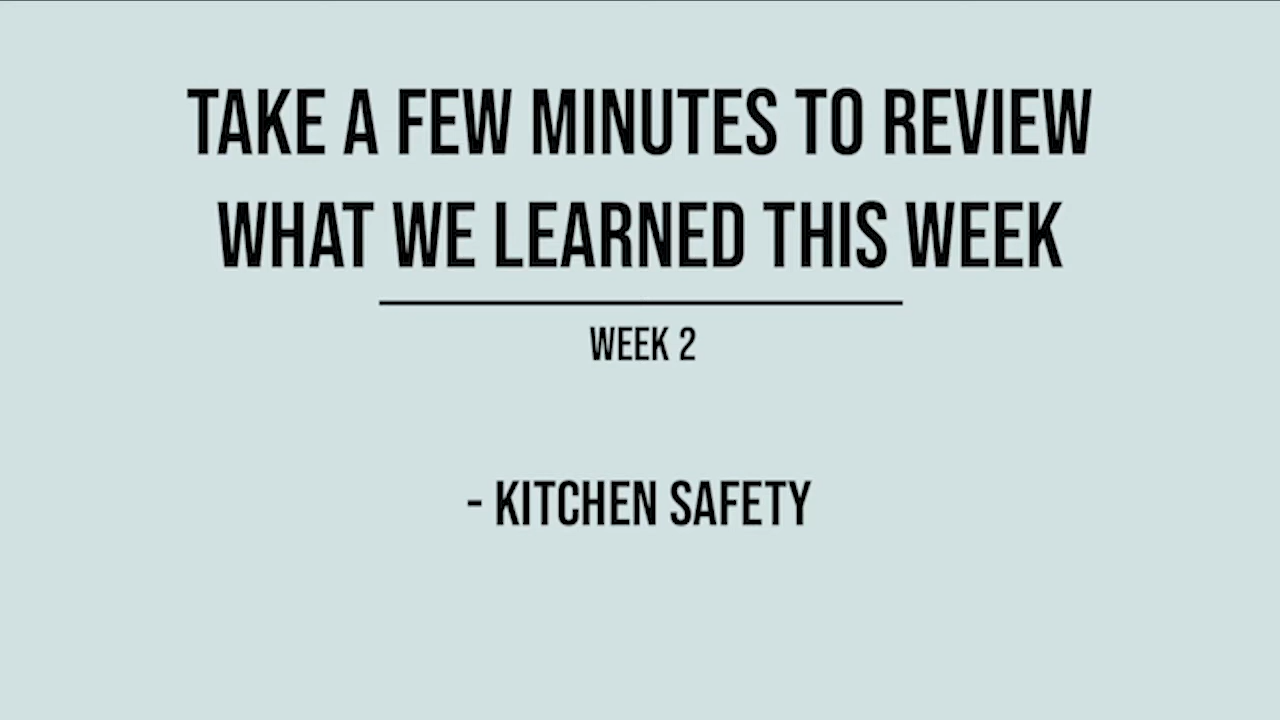 TAKE A FEW MINUTES TO REVIEW
WHAT WE LEARNED THIS WEEK
WEEK 2
- KITCHEN SAFETY